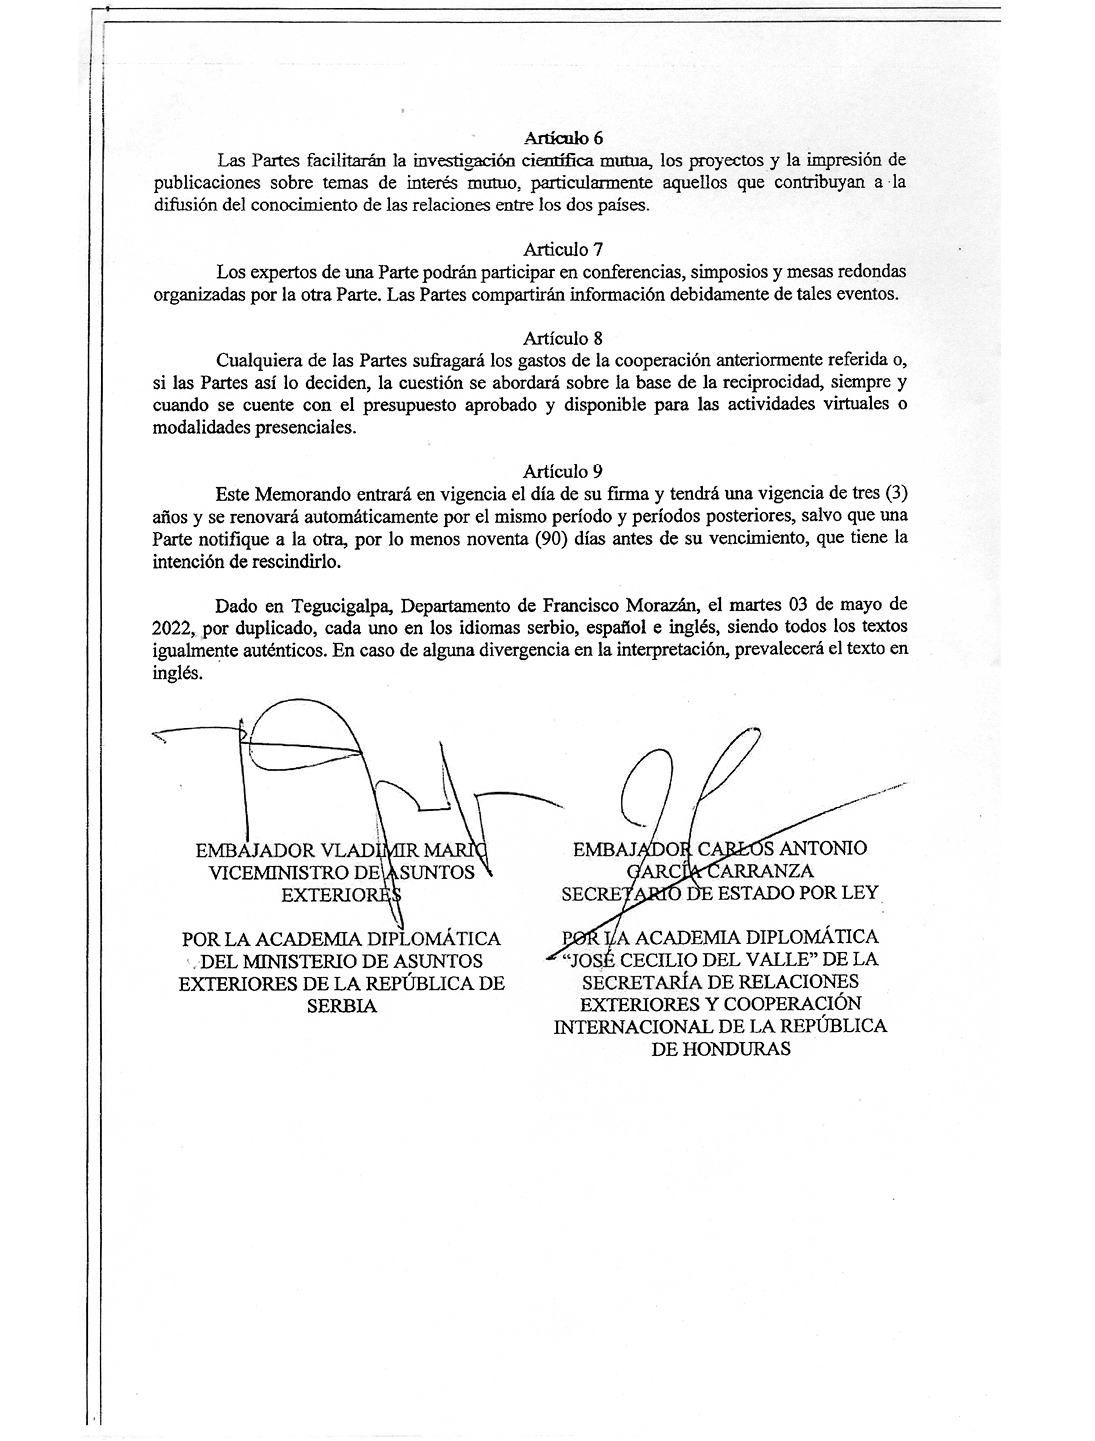 Artículo 6
Las Partes facilitarán la investigación científica mutua, los proyectos y la impresión de
publicaciones sobre temas de interés mutuo, particularmente aquellos que contribuyan a la
difusión del conocimiento de las relaciones entre los dos países.
Articulo 7
Los expertos de una Parte podrán participar en conferencias, simposios y mesas redondas
organizadas por la otra Parte. Las Partes compartirán información debidamente de tales eventos.
Artículo 8
Cualquiera de las Partes sufragará los gastos de la cooperación anteriormente referida o,
si las Partes así lo deciden, la cuestión se abordará sobre la base de la reciprocidad, siempre y
cuando se cuente con el presupuesto aprobado y disponible para las actividades virtuales o
modalidades presenciales.
Artículo 9
Este Memorando entrará en vigencia el día de su firma y tendrá una vigencia de tres (3)
años y se renovará automáticamente por el mismo período y períodos posteriores, salvo que una
Parte notifique a la otra, por lo menos noventa (90) días antes de su vencimiento, que tiene la
intención de rescindirlo.
Dado en Tegucigalpa, Departamento de Francisco Morazán, el martes 03 de mayo de
2022, por duplicado, cada uno en los idiomas serbio, español e inglés, siendo todos los textos
igualmente auténticos. En caso de alguna divergencia en la interpretación, prevalecerá el texto en
inglés.
EMBAJADOR VLADIMIR MARIC
VICEMINISTRO DE ASUNTOS
EXTERIORES
POR LA ACADEMIA DIPLOMÁTICA
DEL MINISTERIO DE ASUNTOS
EXTERIORES DE LA REPÚBLICA DE
SERBIA
EMBAJADOR CARLOS ANTONIO
GARCÍA CARRANZA
SECRETARIO DE ESTADO POR LEY
POR LA ACADEMIA DIPLOMÁTICA
“JOSÉ CECILIO DEL VALLE” DE LA
SECRETARÍA DE RELACIONES
EXTERIORES Y COOPERACIÓN
INTERNACIONAL DE LA REPÚBLICA
DE HONDURAS